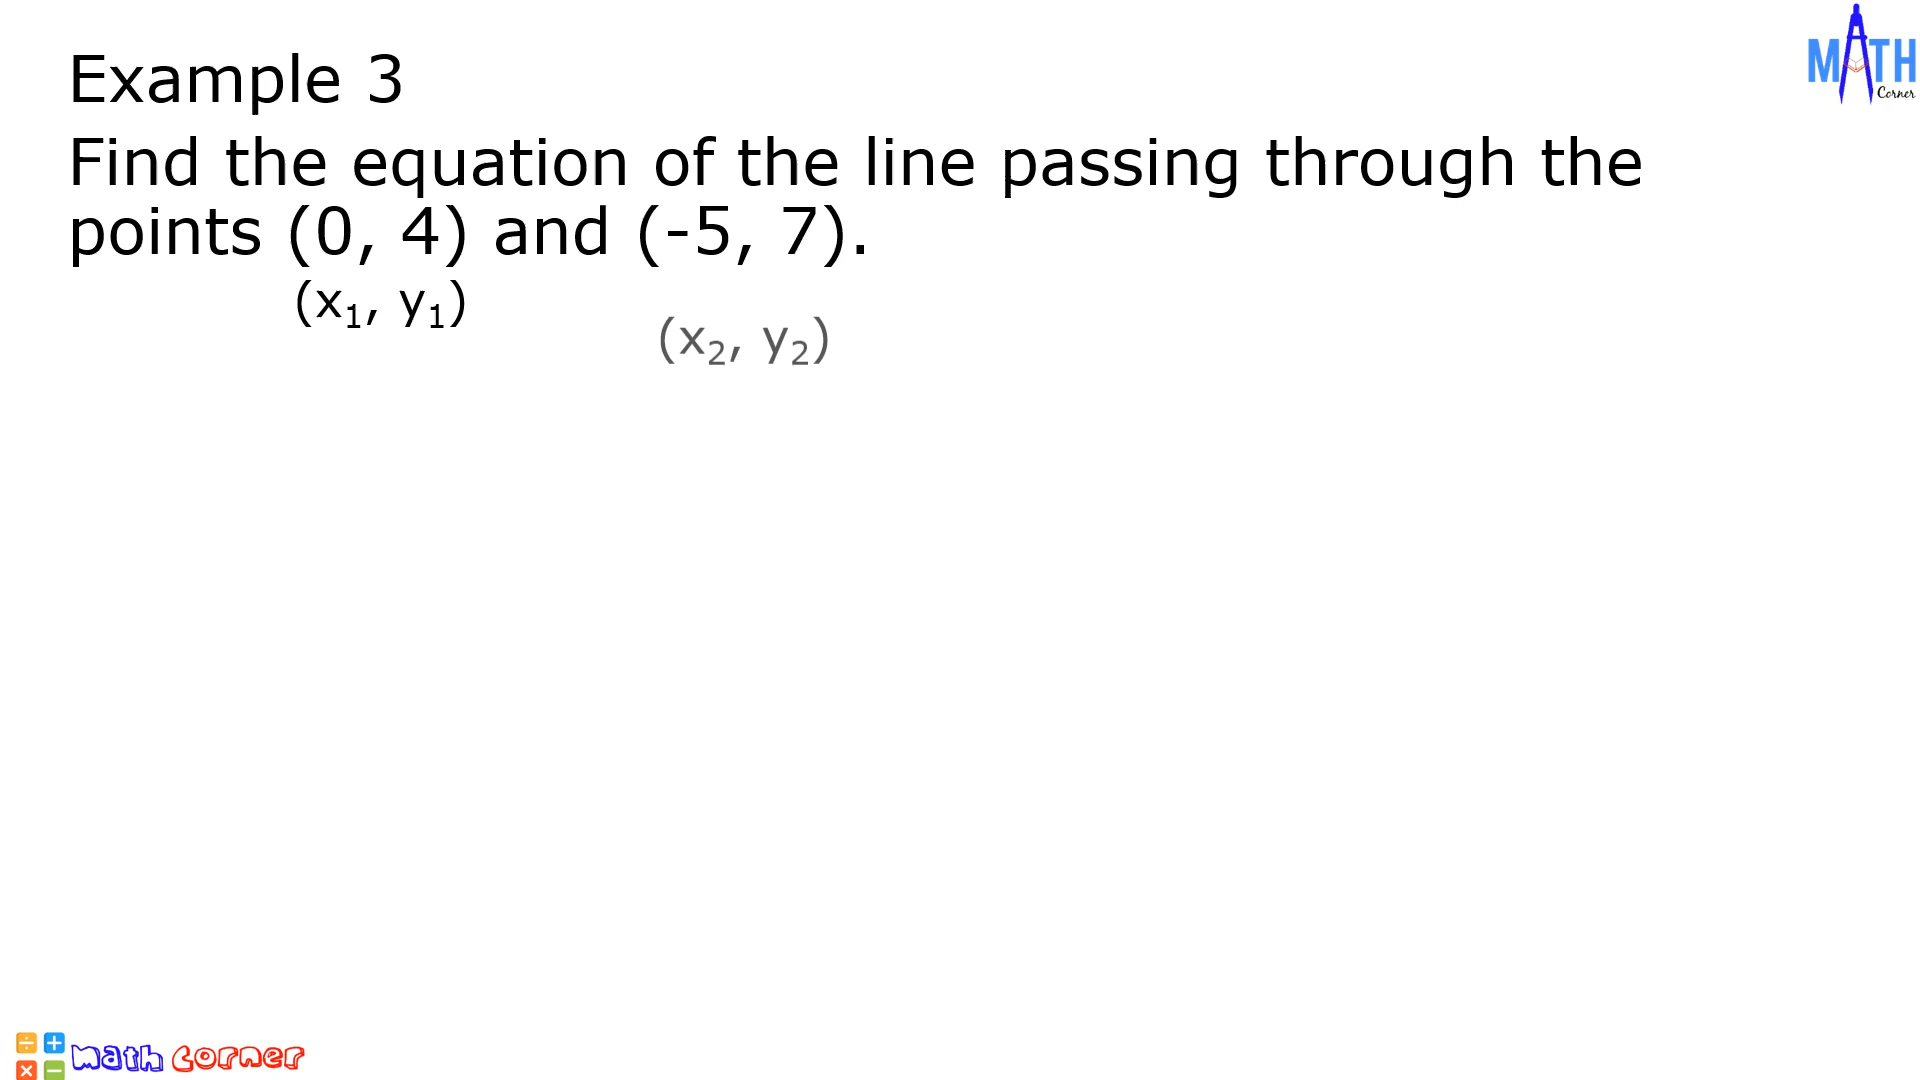 MATH
Corner
Example 3
Find the equation of the line passing through the
points (0, 4) and (-5, 7).
(x₁, y₁)
(x₂, y₂)
math corner